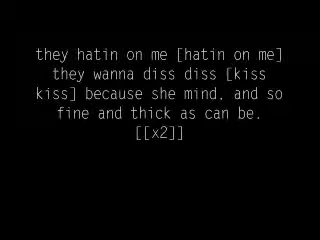 they hatin on me [hatin on me]
they wanna diss diss [kiss
kiss] because she mind, and so
fine and thick as can be.
[[x2]]